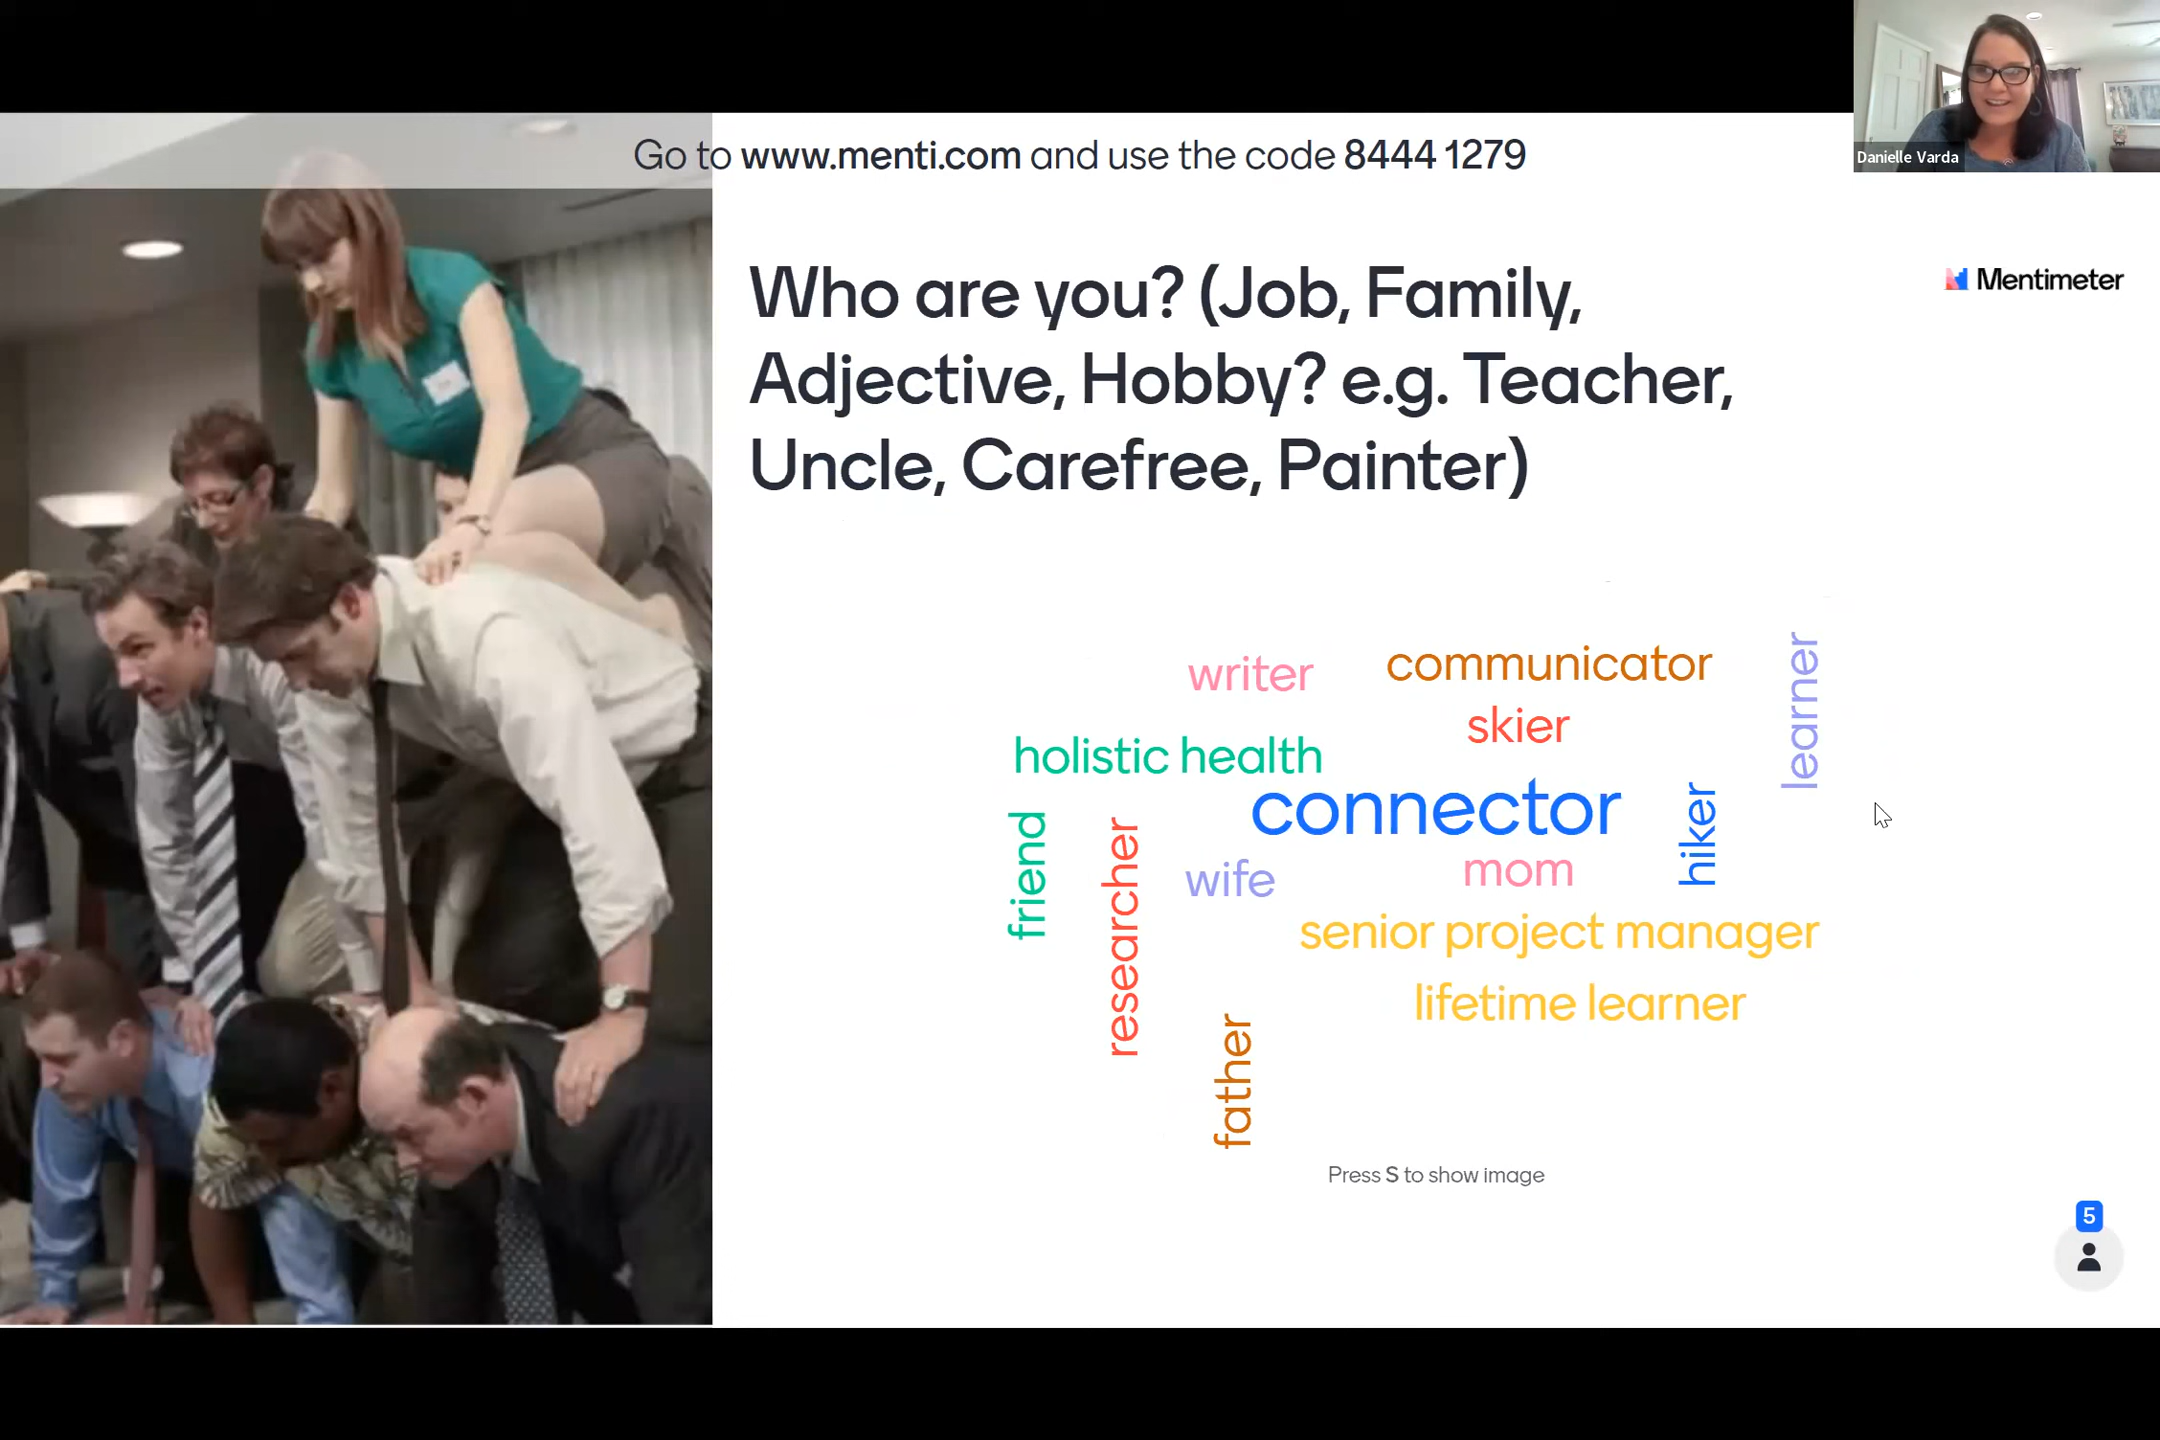 Go to www.menti.com and use the code 8444 1279
Danielle Varda
Mentimeter
Who are you? (Job, Family,
Adjective, Hobby? e.g. Teacher,
Uncle, Carefree, Painter)
writer
communicator
learner
skier
holistic health
connector
hiker
friend
researcher
wife
mom
senior project manager
lifetime learner
father
Press S to show image
5